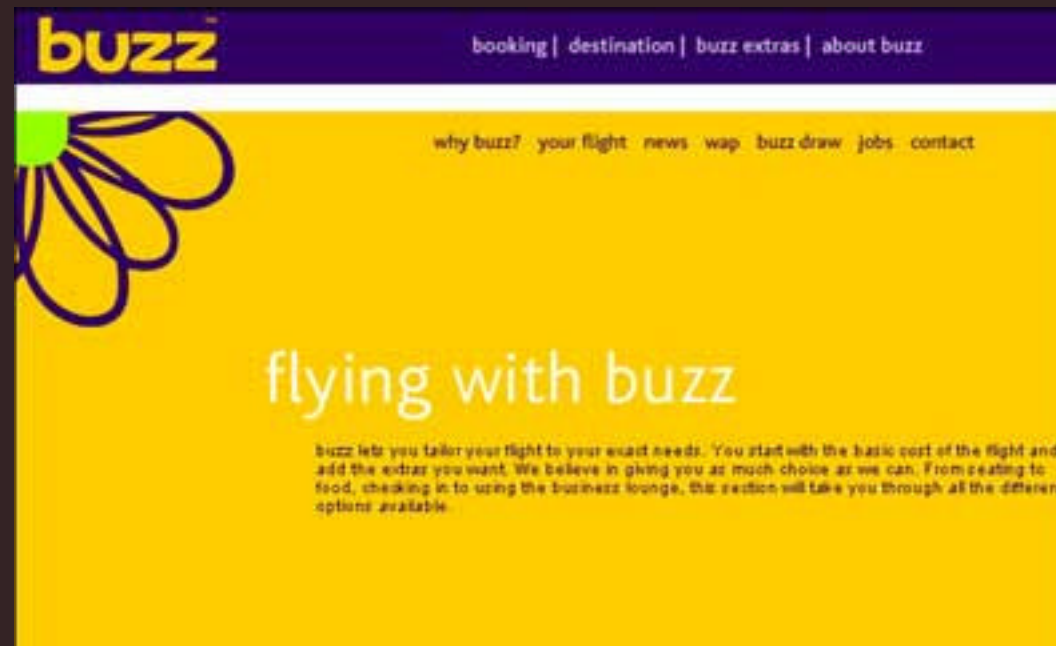 buzz™
booking | destination | buzz extras | about buzz
why buzz? your flight news wap buzz draw jobs contact
flying with buzz
buzz lets you tailor your flight to your exact needs. You start with the basic cost of the flight and
add the extras you want. We believe in giving you as much choice as we can. From seating to
food, checking in to using the business lounge, this section will take you through all the differen
options available.